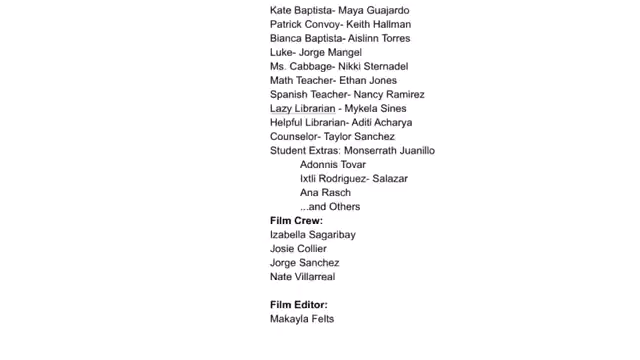 Kate Baptista- Maya Guajardo
Patrick Convoy- Keith Hallman
Bianca Baptista- Aislinn Torres
Luke- Jorge Mangel
Ms. Cabbage- Nikki Sternadel
Math Teacher- Ethan Jones
Spanish Teacher- Nancy Ramirez
Lazy Librarian - Mykela Sines
Helpful Librarian- Aditi Acharya
Counselor- Taylor Sanchez
Student Extras: Monserrath Juanillo
Adonnis Tovar
Ixtli Rodriguez- Salazar
Ana Rasch
...and Others
Film Crew:
Izabella Sagaribay
Josie Collier
Jorge Sanchez
Nate Villarreal
Film Editor:
Makayla Felts